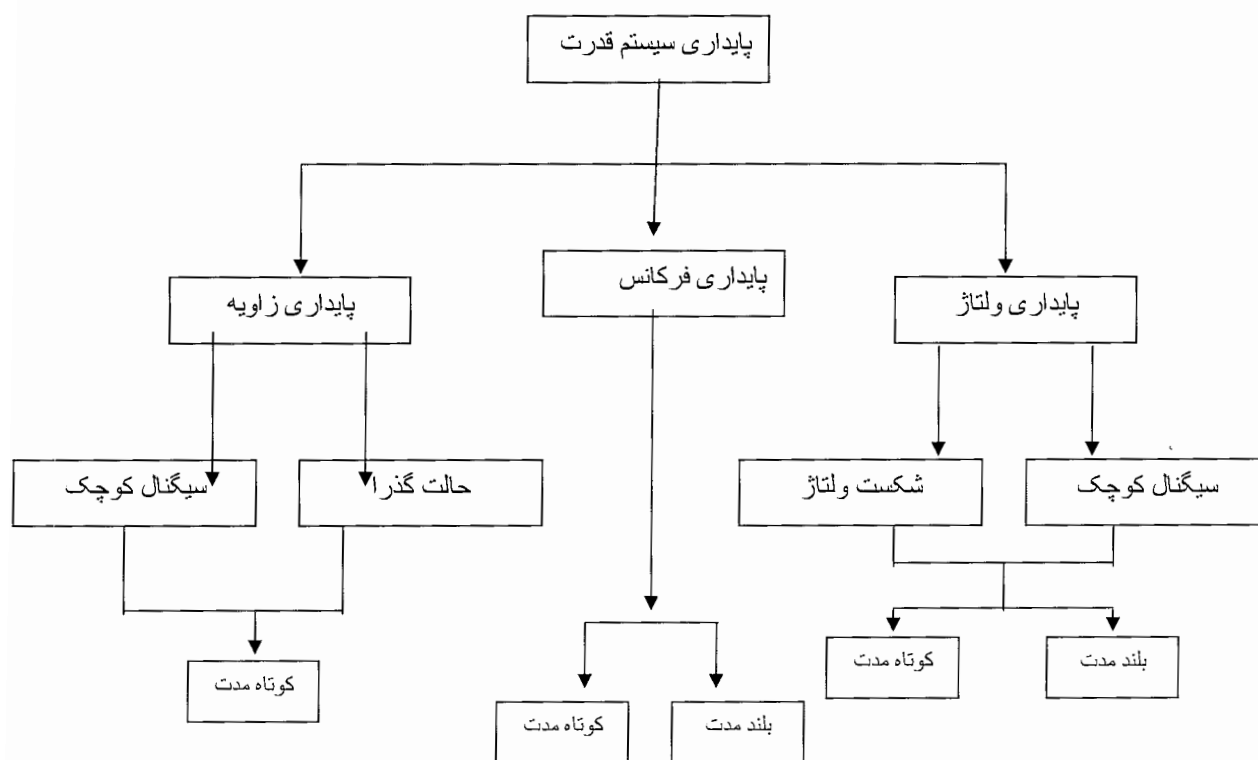 پایداری سیستم قدرت
پایداری ولتاژ
پایداری فرکانس
پایداری زاویه
سیگنال کوچک
شکست ولتاژ
حالت گذرا
سیگنال کوچک
بلند مدت
کوتاه مدت
بلند مدت
کوتاه مدت
کوتاه مدت